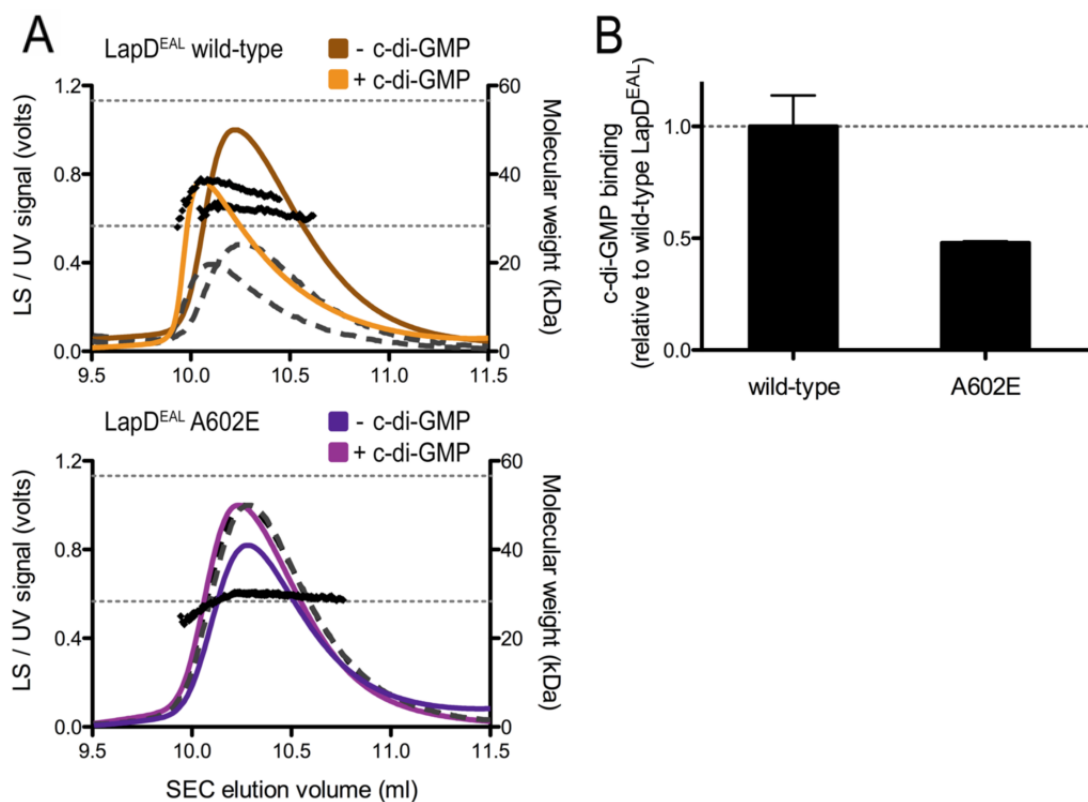 A
LapD^EAL wild-type
- c-di-GMP
+ c-di-GMP
LS / UV signal (volts)
1.2
0.8
0.4
0.0
60
40
20
0
Molecular weight (kDa)
9.5 10.0 10.5 11.0 11.5
LapD^EAL A602E
- c-di-GMP
+ c-di-GMP
LS / UV signal (volts)
1.2
0.8
0.4
0.0
60
40
20
0
Molecular weight (kDa)
9.5 10.0 10.5 11.0 11.5
SEC elution volume (ml)
B
c-di-GMP binding
(relative to wild-type LapD^EAL)
1.0
0.5
0.0
wild-type A602E